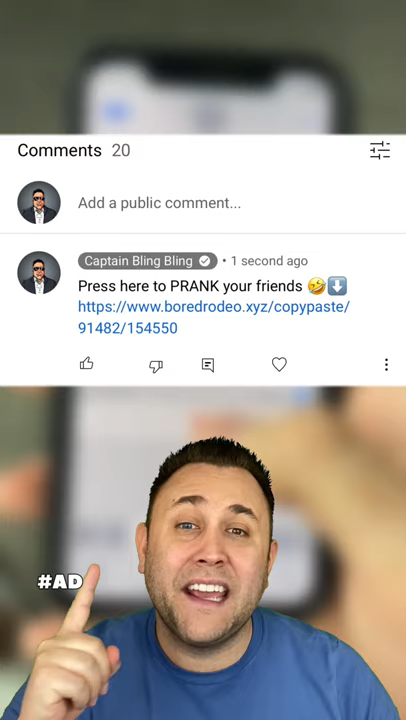 Comments 20
Add a public comment...
Captain Bling Bling • 1 second ago
Press here to PRANK your friends 🤣⬇️
https://www.boredrodeo.xyz/copypaste/
91482/154550
#AD